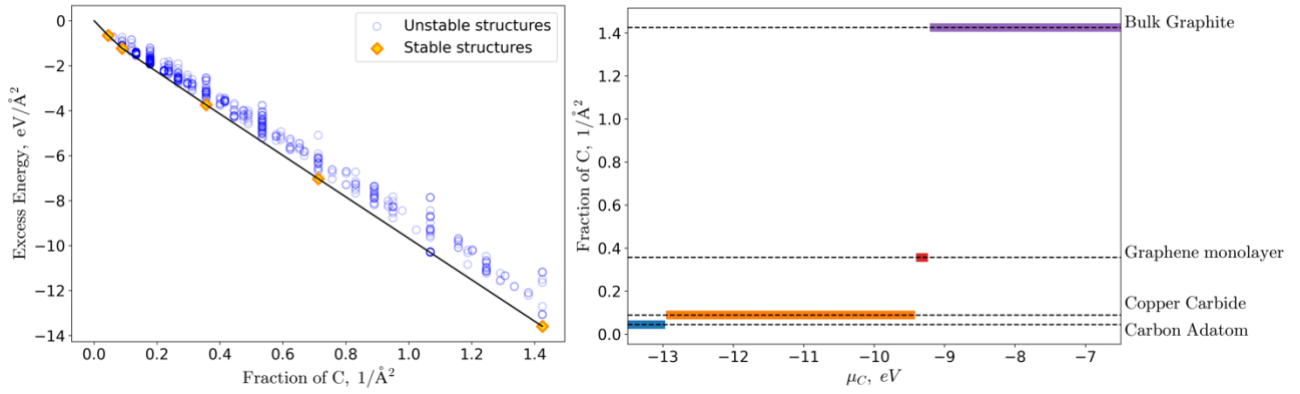 Unstable structures
Stable structures
0
−2
−4
−6
−8
−10
−12
−14
Excess Energy, eV/Å²
0.0 0.2 0.4 0.6 0.8 1.0 1.2 1.4
Fraction of C, 1/Å²
1.4
1.2
1.0
0.8
0.6
0.4
0.2
0.0
Fraction of C, 1/Å²
−13 −12 −11 −10 −9 −8 −7
μ_C, eV
Bulk Graphite
Graphene monolayer
Copper Carbide
Carbon Adatom